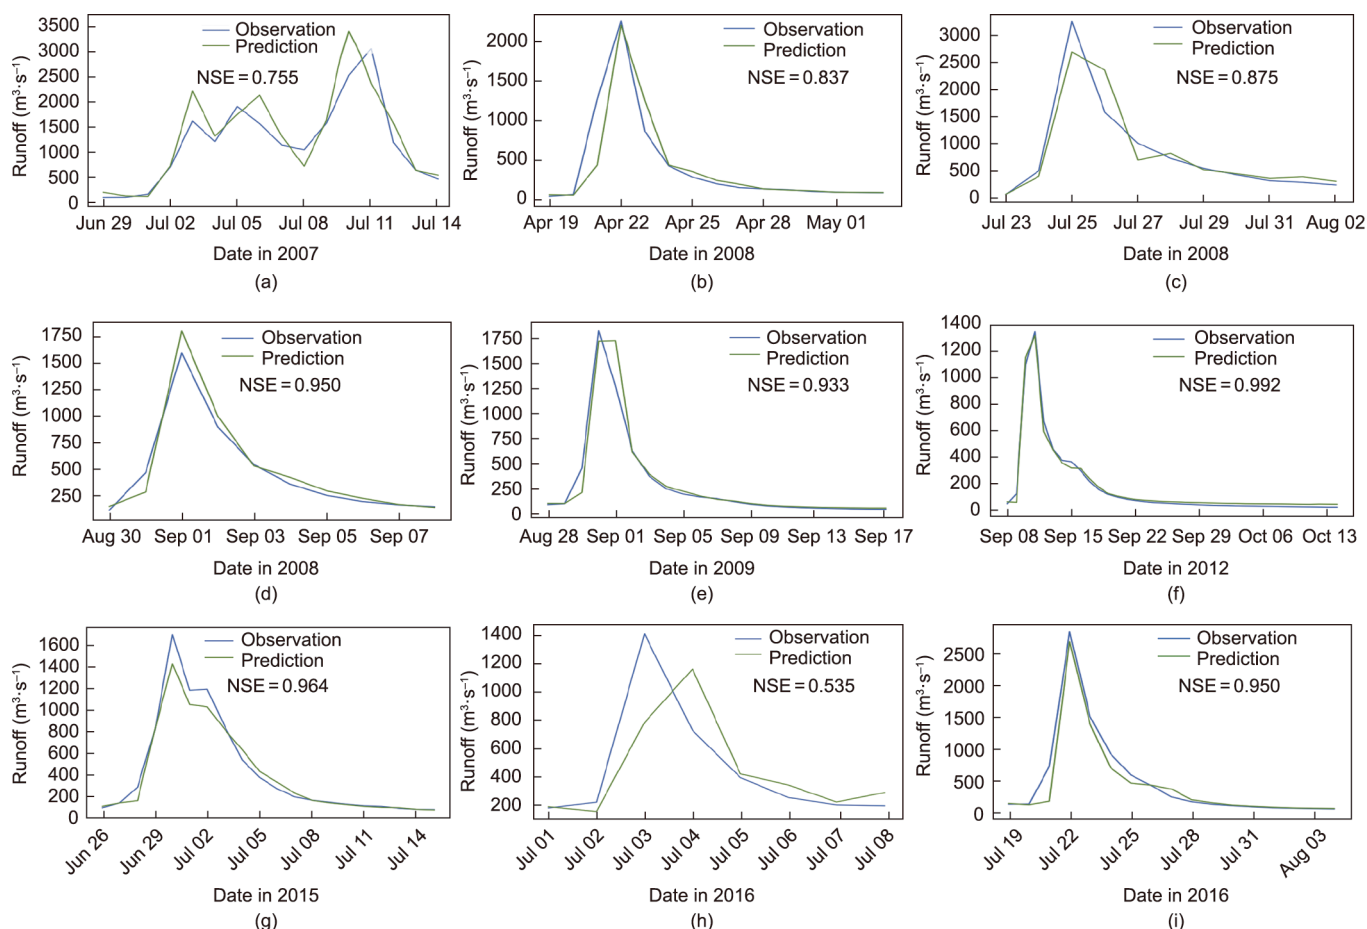 3500
3000
2500
2000
1500
1000
500
0
Runoff (m³·s⁻¹)
Observation
Prediction
NSE = 0.755
Jun 29 Jul 02 Jul 05 Jul 08 Jul 11 Jul 14
Date in 2007
(a)
2000
1500
1000
500
0
Runoff (m³·s⁻¹)
Observation
Prediction
NSE = 0.837
Apr 19 Apr 22 Apr 25 Apr 28 May 01
Date in 2008
(b)
3000
2500
2000
1500
1000
500
0
Runoff (m³·s⁻¹)
Observation
Prediction
NSE = 0.875
Jul 23 Jul 25 Jul 27 Jul 29 Jul 31 Aug 02
Date in 2008
(c)
1750
1500
1250
1000
750
500
250
Runoff (m³·s⁻¹)
Observation
Prediction
NSE = 0.950
Aug 30 Sep 01 Sep 03 Sep 05 Sep 07
Date in 2008
(d)
1750
1500
1250
1000
750
500
250
0
Runoff (m³·s⁻¹)
Observation
Prediction
NSE = 0.933
Aug 28 Sep 01 Sep 05 Sep 09 Sep 13 Sep 17
Date in 2009
(e)
1400
1200
1000
800
600
400
200
0
Runoff (m³·s⁻¹)
Observation
Prediction
NSE = 0.992
Sep 08 Sep 15 Sep 22 Sep 29 Oct 06 Oct 13
Date in 2012
(f)
1600
1400
1200
1000
800
600
400
200
0
Runoff (m³·s⁻¹)
Observation
Prediction
NSE = 0.964
Jun 26 Jun 29 Jul 02 Jul 05 Jul 08 Jul 11 Jul 14
Date in 2015
(g)
1400
1200
1000
800
600
400
200
Runoff (m³·s⁻¹)
Observation
Prediction
NSE = 0.535
Jul 01 Jul 02 Jul 03 Jul 04 Jul 05 Jul 06 Jul 07 Jul 08
Date in 2016
(h)
2500
2000
1500
1000
500
0
Runoff (m³·s⁻¹)
Observation
Prediction
NSE = 0.950
Jul 19 Jul 22 Jul 25 Jul 28 Jul 31 Aug 03
Date in 2016
(i)